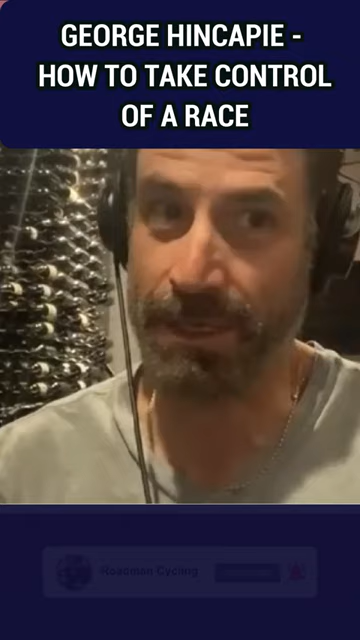 GEORGE HINCAPIE -
HOW TO TAKE CONTROL
OF A RACE
Roadman Cycling